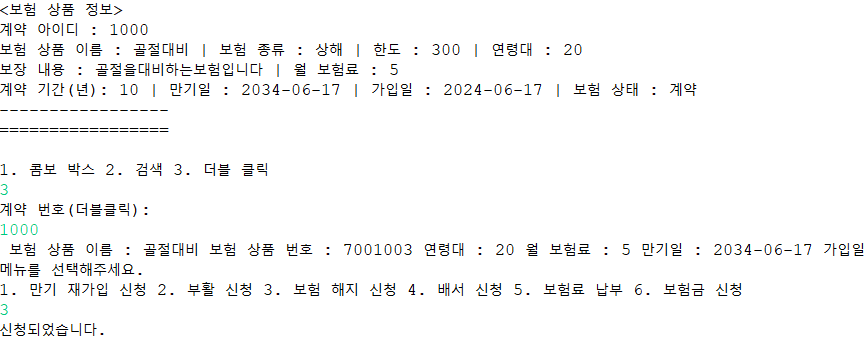 <보험 상품 정보>
계약 아이디 : 1000
보험 상품 이름 : 골절대비 | 보험 종류 : 상해 | 한도 : 300 | 연령대 : 20
보장 내용 : 골절을대비하는보험입니다 | 월 보험료 : 5
계약 기간(년): 10 | 만기일 : 2034-06-17 | 가입일 : 2024-06-17 | 보험 상태 : 계약
-----------------
=================
1. 콤보 박스 2. 검색 3. 더블 클릭
3
계약 번호(더블클릭):
1000
보험 상품 이름 : 골절대비 보험 상품 번호 : 7001003 연령대 : 20 월 보험료 : 5 만기일 : 2034-06-17 가입일
메뉴를 선택해주세요.
1. 만기 재가입 신청 2. 부활 신청 3. 보험 해지 신청 4. 배서 신청 5. 보험료 납부 6. 보험금 신청
3
신청되었습니다.